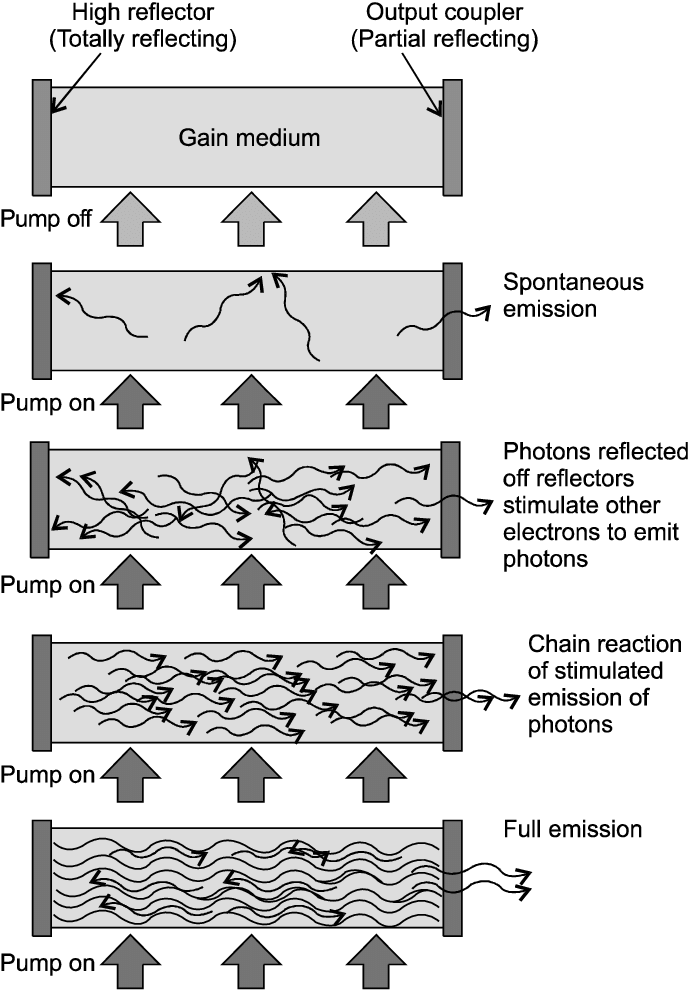 High reflector
(Totally reflecting)
Output coupler
(Partial reflecting)
Gain medium
Pump off
Spontaneous
emission
Pump on
Photons reflected
off reflectors
stimulate other
electrons to emit
photons
Pump on
Chain reaction
of stimulated
emission of
photons
Pump on
Full emission
Pump on